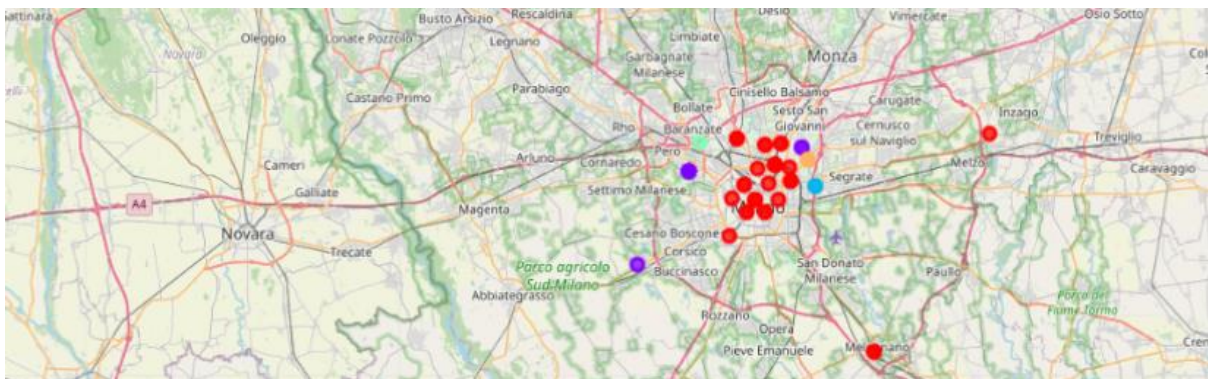 Rescaldina
Desio
Vimercate
Osio Sotto
Busto Arsizio
Oleggio
Lonate Pozzolo
Legnano
Limbiate
Novara
Garbagnate
Milanese
Monza
Parabiago
Cinisello Balsamo
Castano Primo
Bollate
Sesto San
Giovanni
Carugate
Inzago
Rho
Baranzate
Cernusco
sul Naviglio
Treviglio
Pero
Arluno
Cornaredo
Melzo
Cameri
Caravaggio
Segrate
Galliate
Settimo Milanese
A4
Magenta
Novara
Cesano Boscone
Trecate
Corsico
San Donato
Milanese
Parco agricolo
Sud-Milano
Buccinasco
Paullo
Abbiategrasso
Rozzano
Opera
Pieve Emanuele